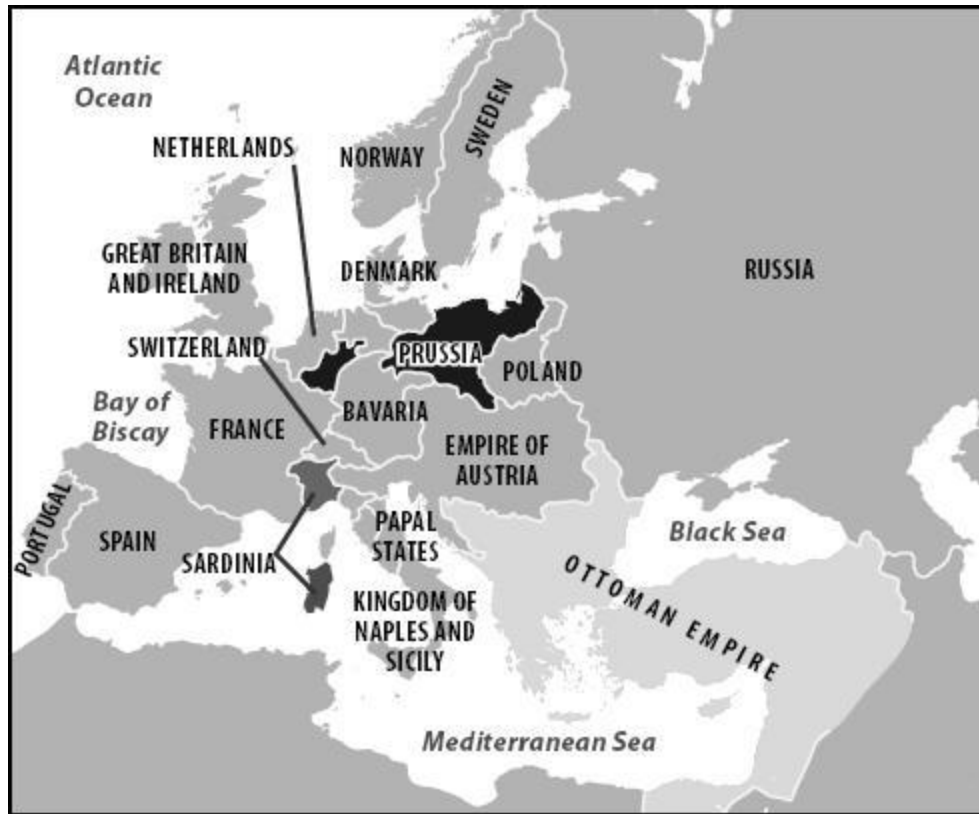 Atlantic
Ocean
NETHERLANDS
NORWAY
SWEDEN
GREAT BRITAIN
AND IRELAND
DENMARK
RUSSIA
SWITZERLAND
PRUSSIA
POLAND
Bay of
Biscay
FRANCE
BAVARIA
EMPIRE OF
AUSTRIA
PORTUGAL
SPAIN
SARDINIA
PAPAL
STATES
Black Sea
OTTOMAN EMPIRE
KINGDOM OF
NAPLES AND
SICILY
Mediterranean Sea